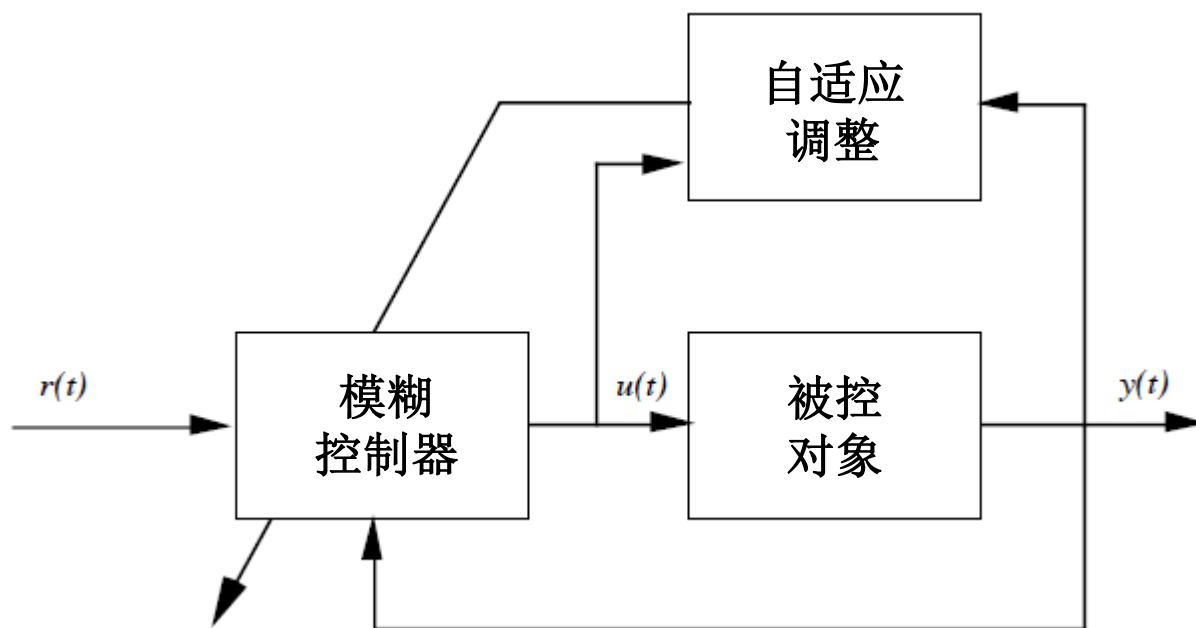 自适应
调整
r(t)
模糊
控制器
u(t)
被控
对象
y(t)